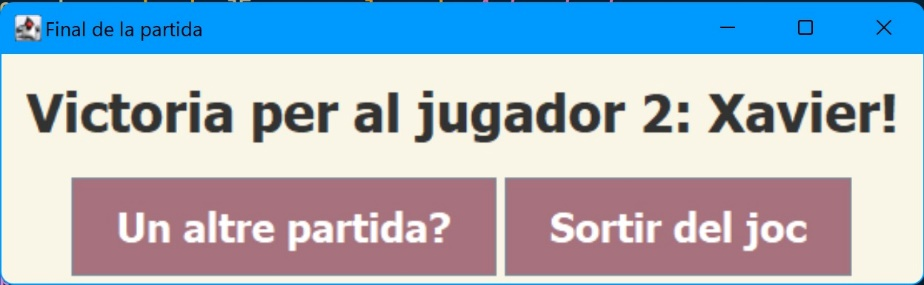 Final de la partida
Victoria per al jugador 2: Xavier!
Un altre partida? Sortir del joc